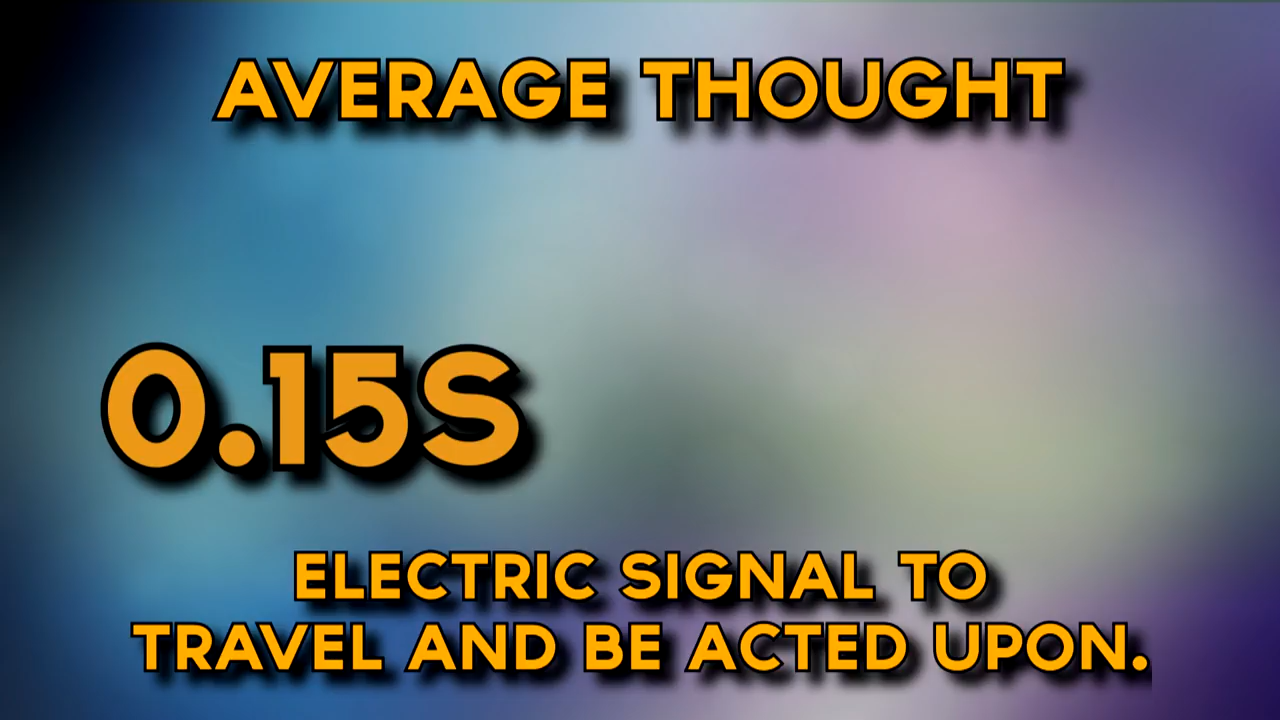 AVERAGE THOUGHT
0.15S
ELECTRIC SIGNAL TO
TRAVEL AND BE ACTED UPON.